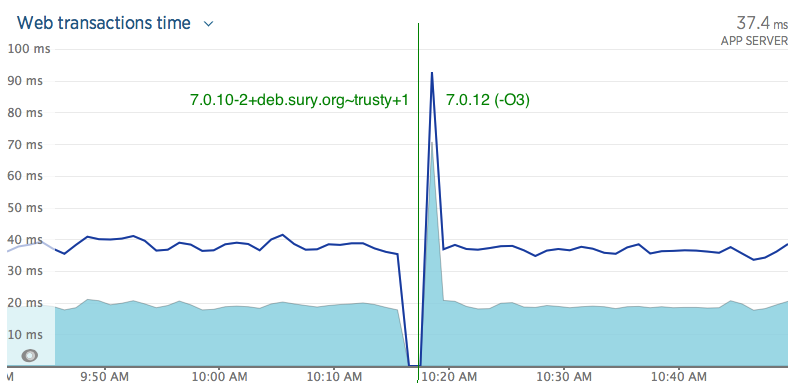 Web transactions time
37.4 ms
APP SERVER
100 ms
90 ms
7.0.10-2+deb.sury.org~trusty+1
7.0.12 (-O3)
80 ms
70 ms
60 ms
50 ms
40 ms
30 ms
20 ms
10 ms
M
9:50 AM
10:00 AM
10:10 AM
10:20 AM
10:30 AM
10:40 AM